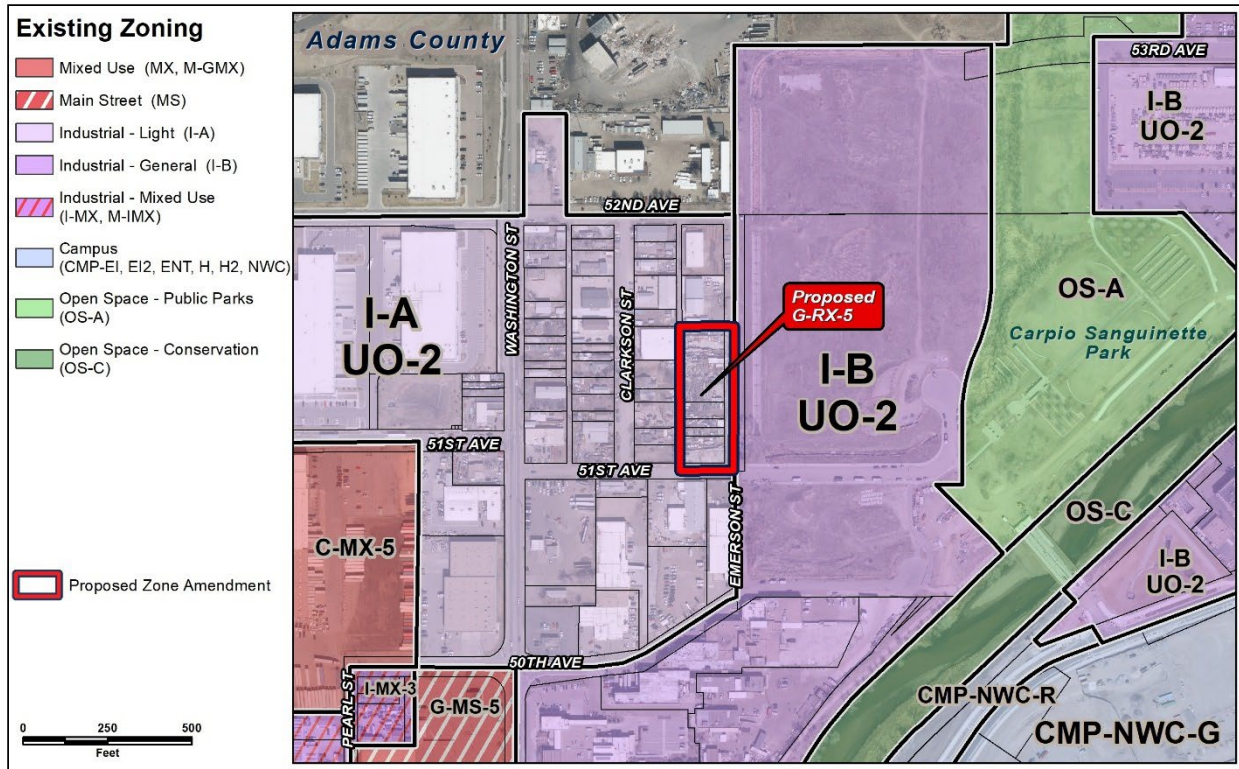 Existing Zoning
Mixed Use (MX, M-GMX)
Main Street (MS)
Industrial - Light (I-A)
Industrial - General (I-B)
Industrial - Mixed Use
(I-MX, M-IMX)
Campus
(CMP-EI, EI2, ENT, H, H2, NWC)
Open Space - Public Parks
(OS-A)
Open Space - Conservation
(OS-C)
Proposed Zone Amendment
0 250 500
Feet
Adams County
53RD AVE
I-B
UO-2
52ND AVE
WASHINGTON ST
CLARKSON ST
Proposed
G-RX-5
OS-A
Carpio Sanguinette
Park
I-A
UO-2
I-B
UO-2
51ST AVE
51ST AVE
EMERSON ST
OS-C
C-MX-5
I-B
UO-2
50TH AVE
PEARL ST
I-MX-3
G-MS-5
CMP-NWC-R
CMP-NWC-G